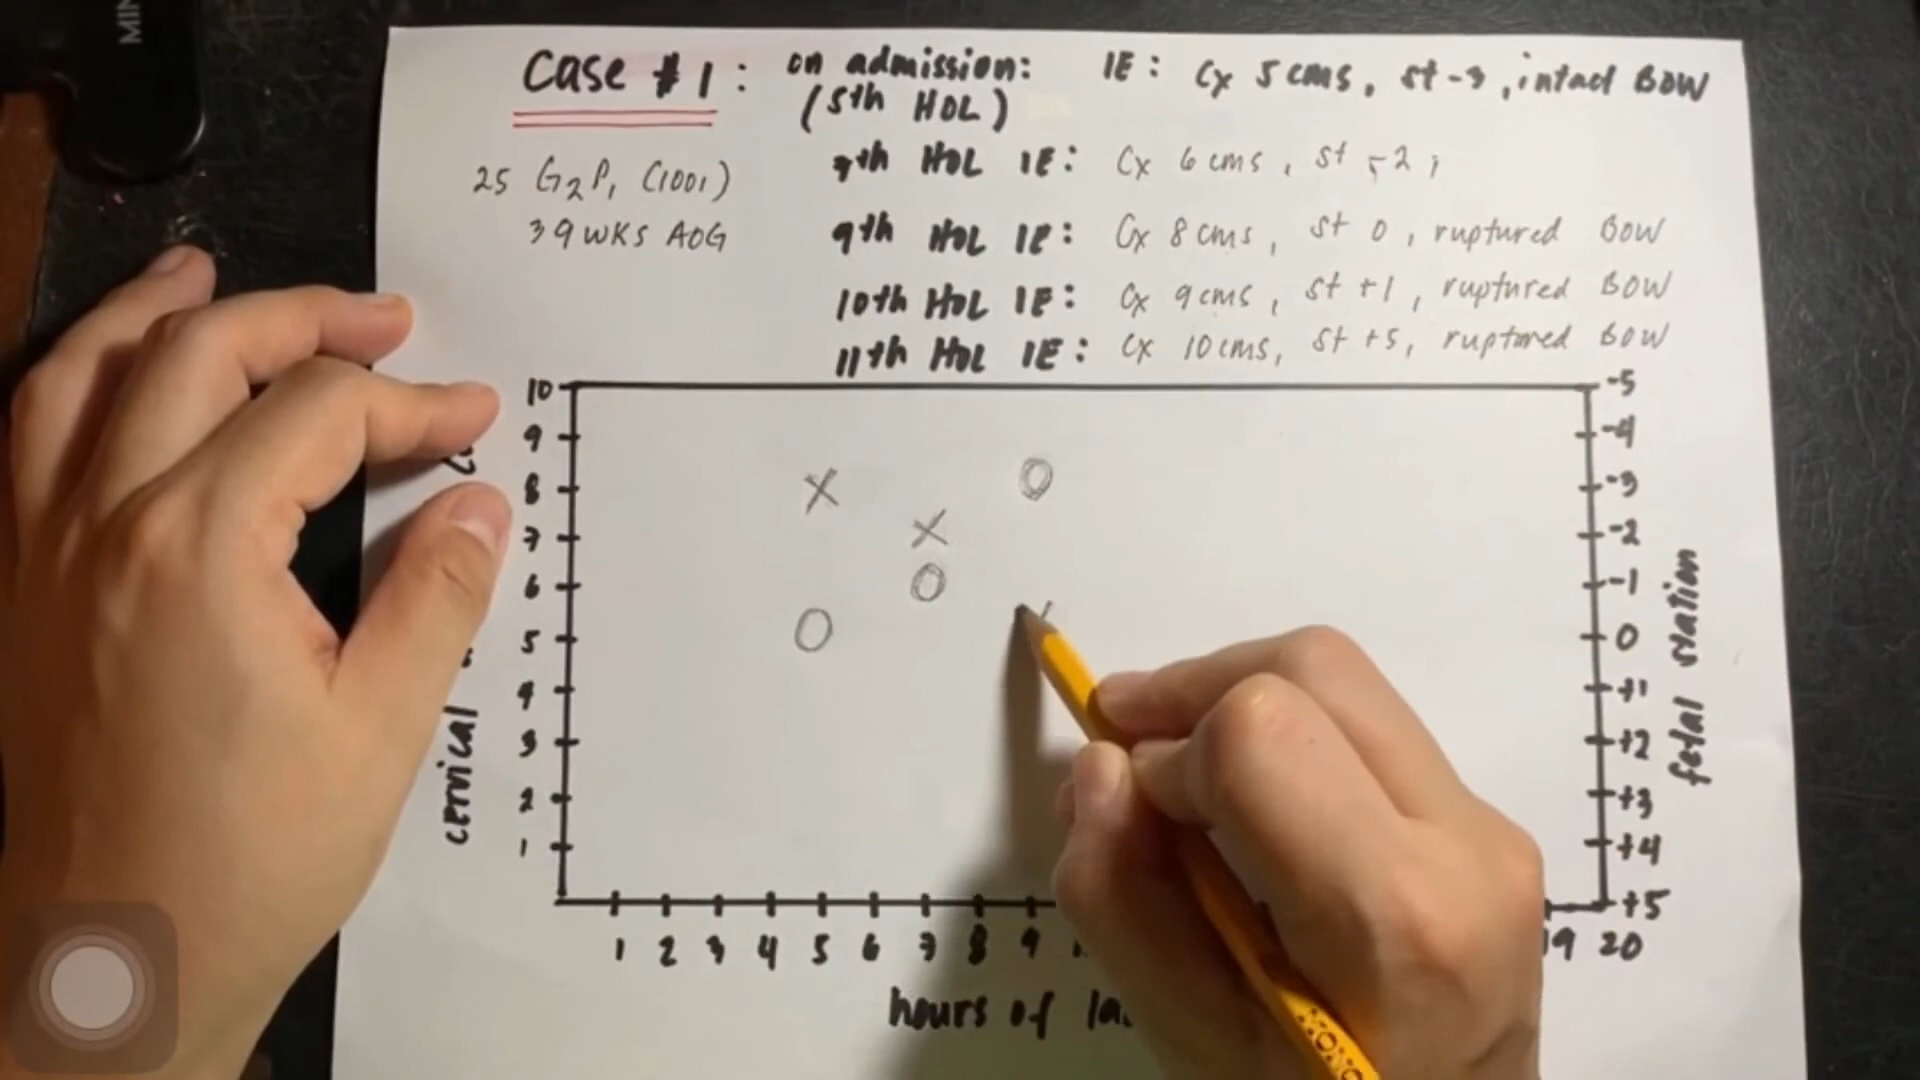 MIN
Case #1: on admission: IE: Cx 5 cms, st -3, intact BOW
(5th HOL)
25 G2P1 (1001)
39 WKS AOG
7th HOL IE: Cx 6 cms, st -2,
9th HOL IE: Cx 8 cms, st 0, ruptured BOW
10th HOL IE: Cx 9 cms, st +1, ruptured BOW
11th HOL IE: Cx 10 cms, st +5, ruptured BOW
10
9
8
7
6
5
4
3
2
1
cervical
-5
-4
-3
-2
-1
0
+1
+2
+3
+4
+5
fetal station
X O
X
O
O
1 2 3 4 5 6 7 8 9 19 20
hours of